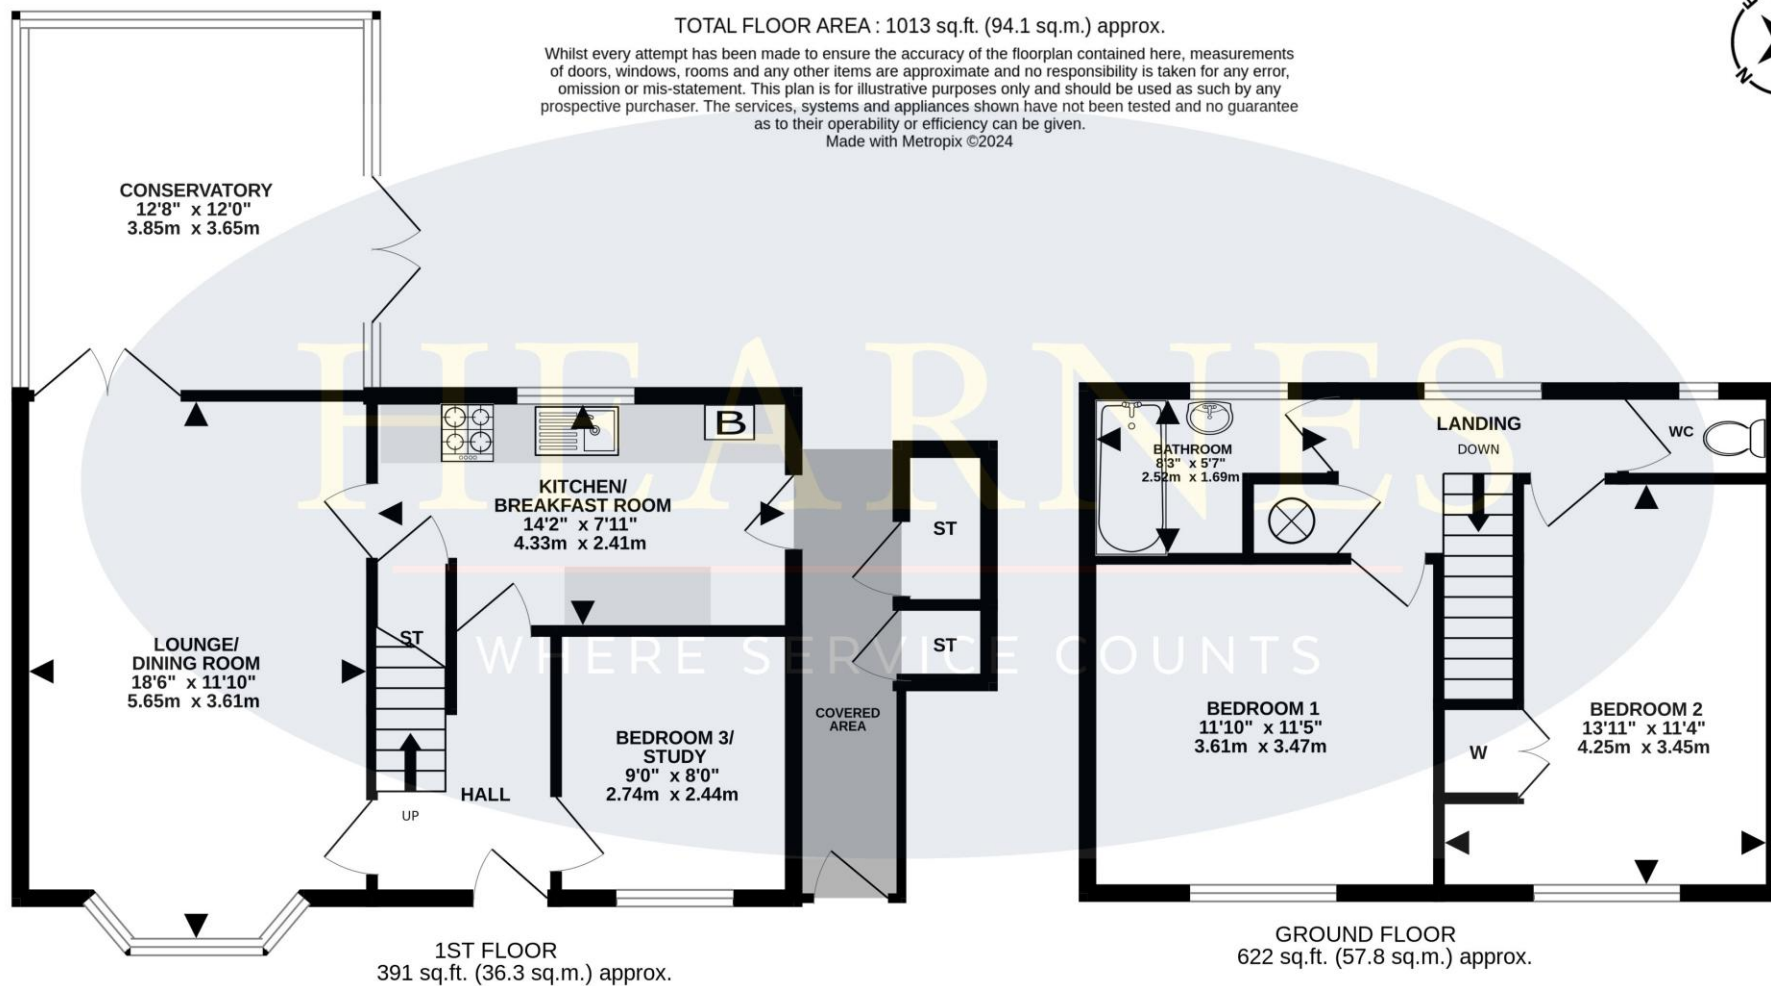 TOTAL FLOOR AREA : 1013 sq.ft. (94.1 sq.m.) approx.
Whilst every attempt has been made to ensure the accuracy of the floorplan contained here, measurements
of doors, windows, rooms and any other items are approximate and no responsibility is taken for any error,
omission or mis-statement. This plan is for illustrative purposes only and should be used as such by any
prospective purchaser. The services, systems and appliances shown have not been tested and no guarantee
as to their operability or efficiency can be given.
Made with Metropix ©2024
N
CONSERVATORY
12'8" x 12'0"
3.85m x 3.65m
HEARNES
WHERE SERVICE COUNTS
B
KITCHEN/
BREAKFAST ROOM
14'2" x 7'11"
4.33m x 2.41m
ST
ST
ST
LOUNGE/
DINING ROOM
18'6" x 11'10"
5.65m x 3.61m
COVERED
AREA
BEDROOM 3/
STUDY
9'0" x 8'0"
2.74m x 2.44m
HALL
UP
1ST FLOOR
391 sq.ft. (36.3 sq.m.) approx.
BATHROOM
8'3" x 5'7"
2.52m x 1.69m
LANDING
DOWN
WC
BEDROOM 1
11'10" x 11'5"
3.61m x 3.47m
W
BEDROOM 2
13'11" x 11'4"
4.25m x 3.45m
GROUND FLOOR
622 sq.ft. (57.8 sq.m.) approx.